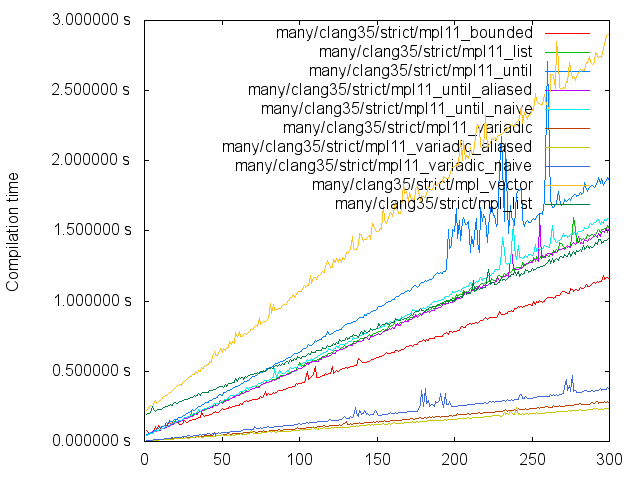 3.000000 s
2.500000 s
2.000000 s
1.500000 s
1.000000 s
0.500000 s
0.000000 s
Compilation time
many/clang35/strict/mpl11_bounded
many/clang35/strict/mpl11_list
many/clang35/strict/mpl11_until
many/clang35/strict/mpl11_until_aliased
many/clang35/strict/mpl11_until_naive
many/clang35/strict/mpl11_variadic
many/clang35/strict/mpl11_variadic_aliased
many/clang35/strict/mpl11_variadic_naive
many/clang35/strict/mpl_vector
many/clang35/strict/mpl_list
0 50 100 150 200 250 300